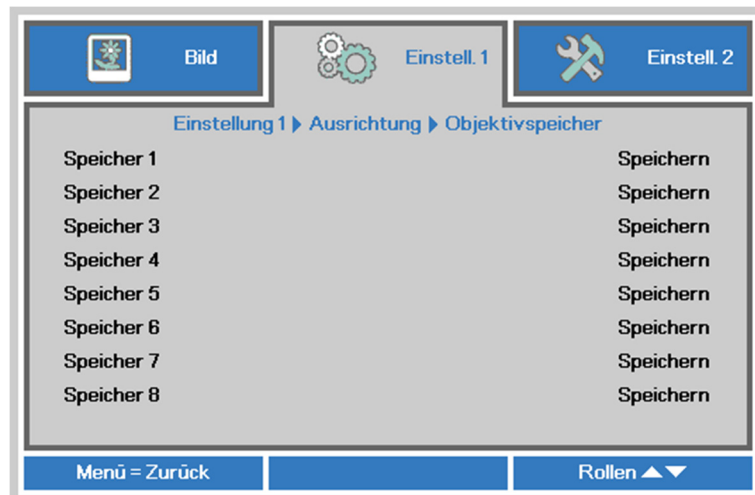 Bild Einstell. 1 Einstell. 2
Einstellung 1 ▶ Ausrichtung ▶ Objektivspeicher
Speicher 1 Speichern
Speicher 2 Speichern
Speicher 3 Speichern
Speicher 4 Speichern
Speicher 5 Speichern
Speicher 6 Speichern
Speicher 7 Speichern
Speicher 8 Speichern
Menü = Zurück Rollen ▲▼